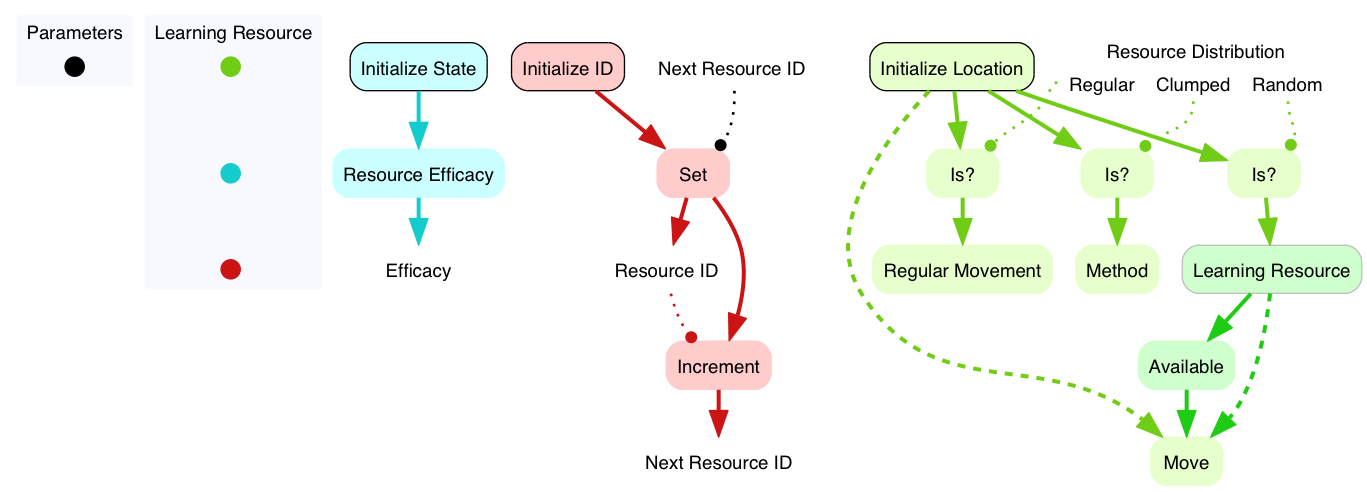 Parameters
Learning Resource
Initialize State
Initialize ID
Next Resource ID
Initialize Location
Resource Distribution
Regular
Clumped
Random
Resource Efficacy
Set
Is?
Is?
Is?
Efficacy
Resource ID
Regular Movement
Method
Learning Resource
Increment
Available
Next Resource ID
Move